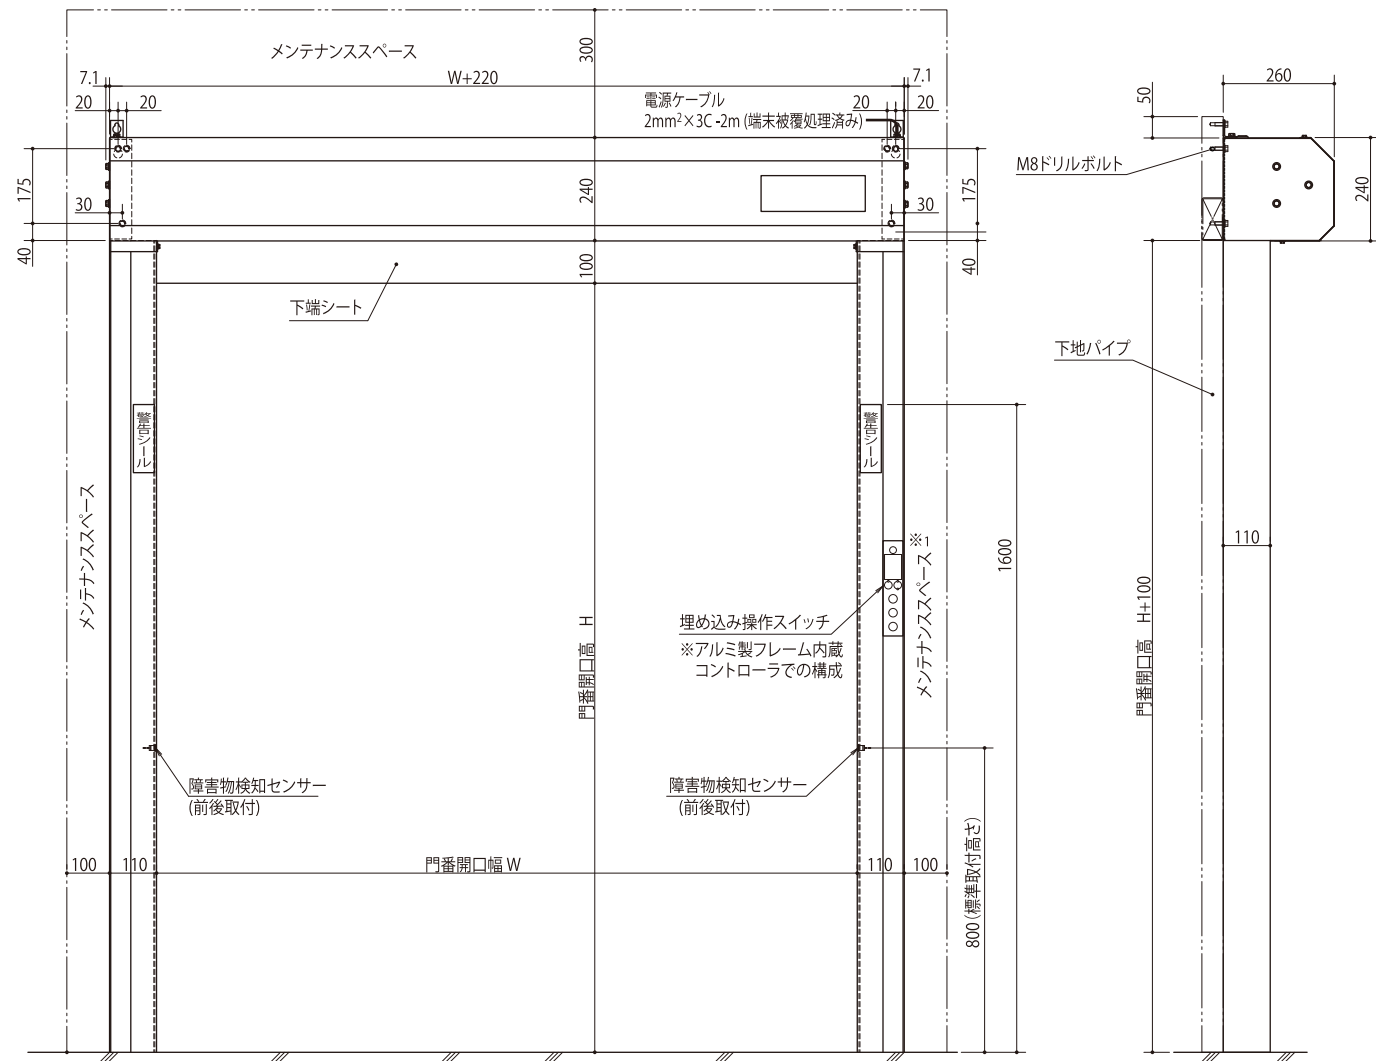 メンテナンススペース
300
7.1
W+220
7.1
20
20
電源ケーブル
2mm²×3C -2m (端末被覆処理済み)
20
20
175
240
175
30
30
40
40
100
下端シート
警告シール
警告シール
メンテナンススペース
1600
※1
メンテナンススペース
埋め込み操作スイッチ
※アルミ製フレーム内蔵
コントローラでの構成
門番開口高 H
障害物検知センサー
(前後取付)
障害物検知センサー
(前後取付)
800 (標準取付高さ)
100
110
門番開口幅 W
110
100
260
50
M8ドリルボルト
240
下地パイプ
110
門番開口高 H+100